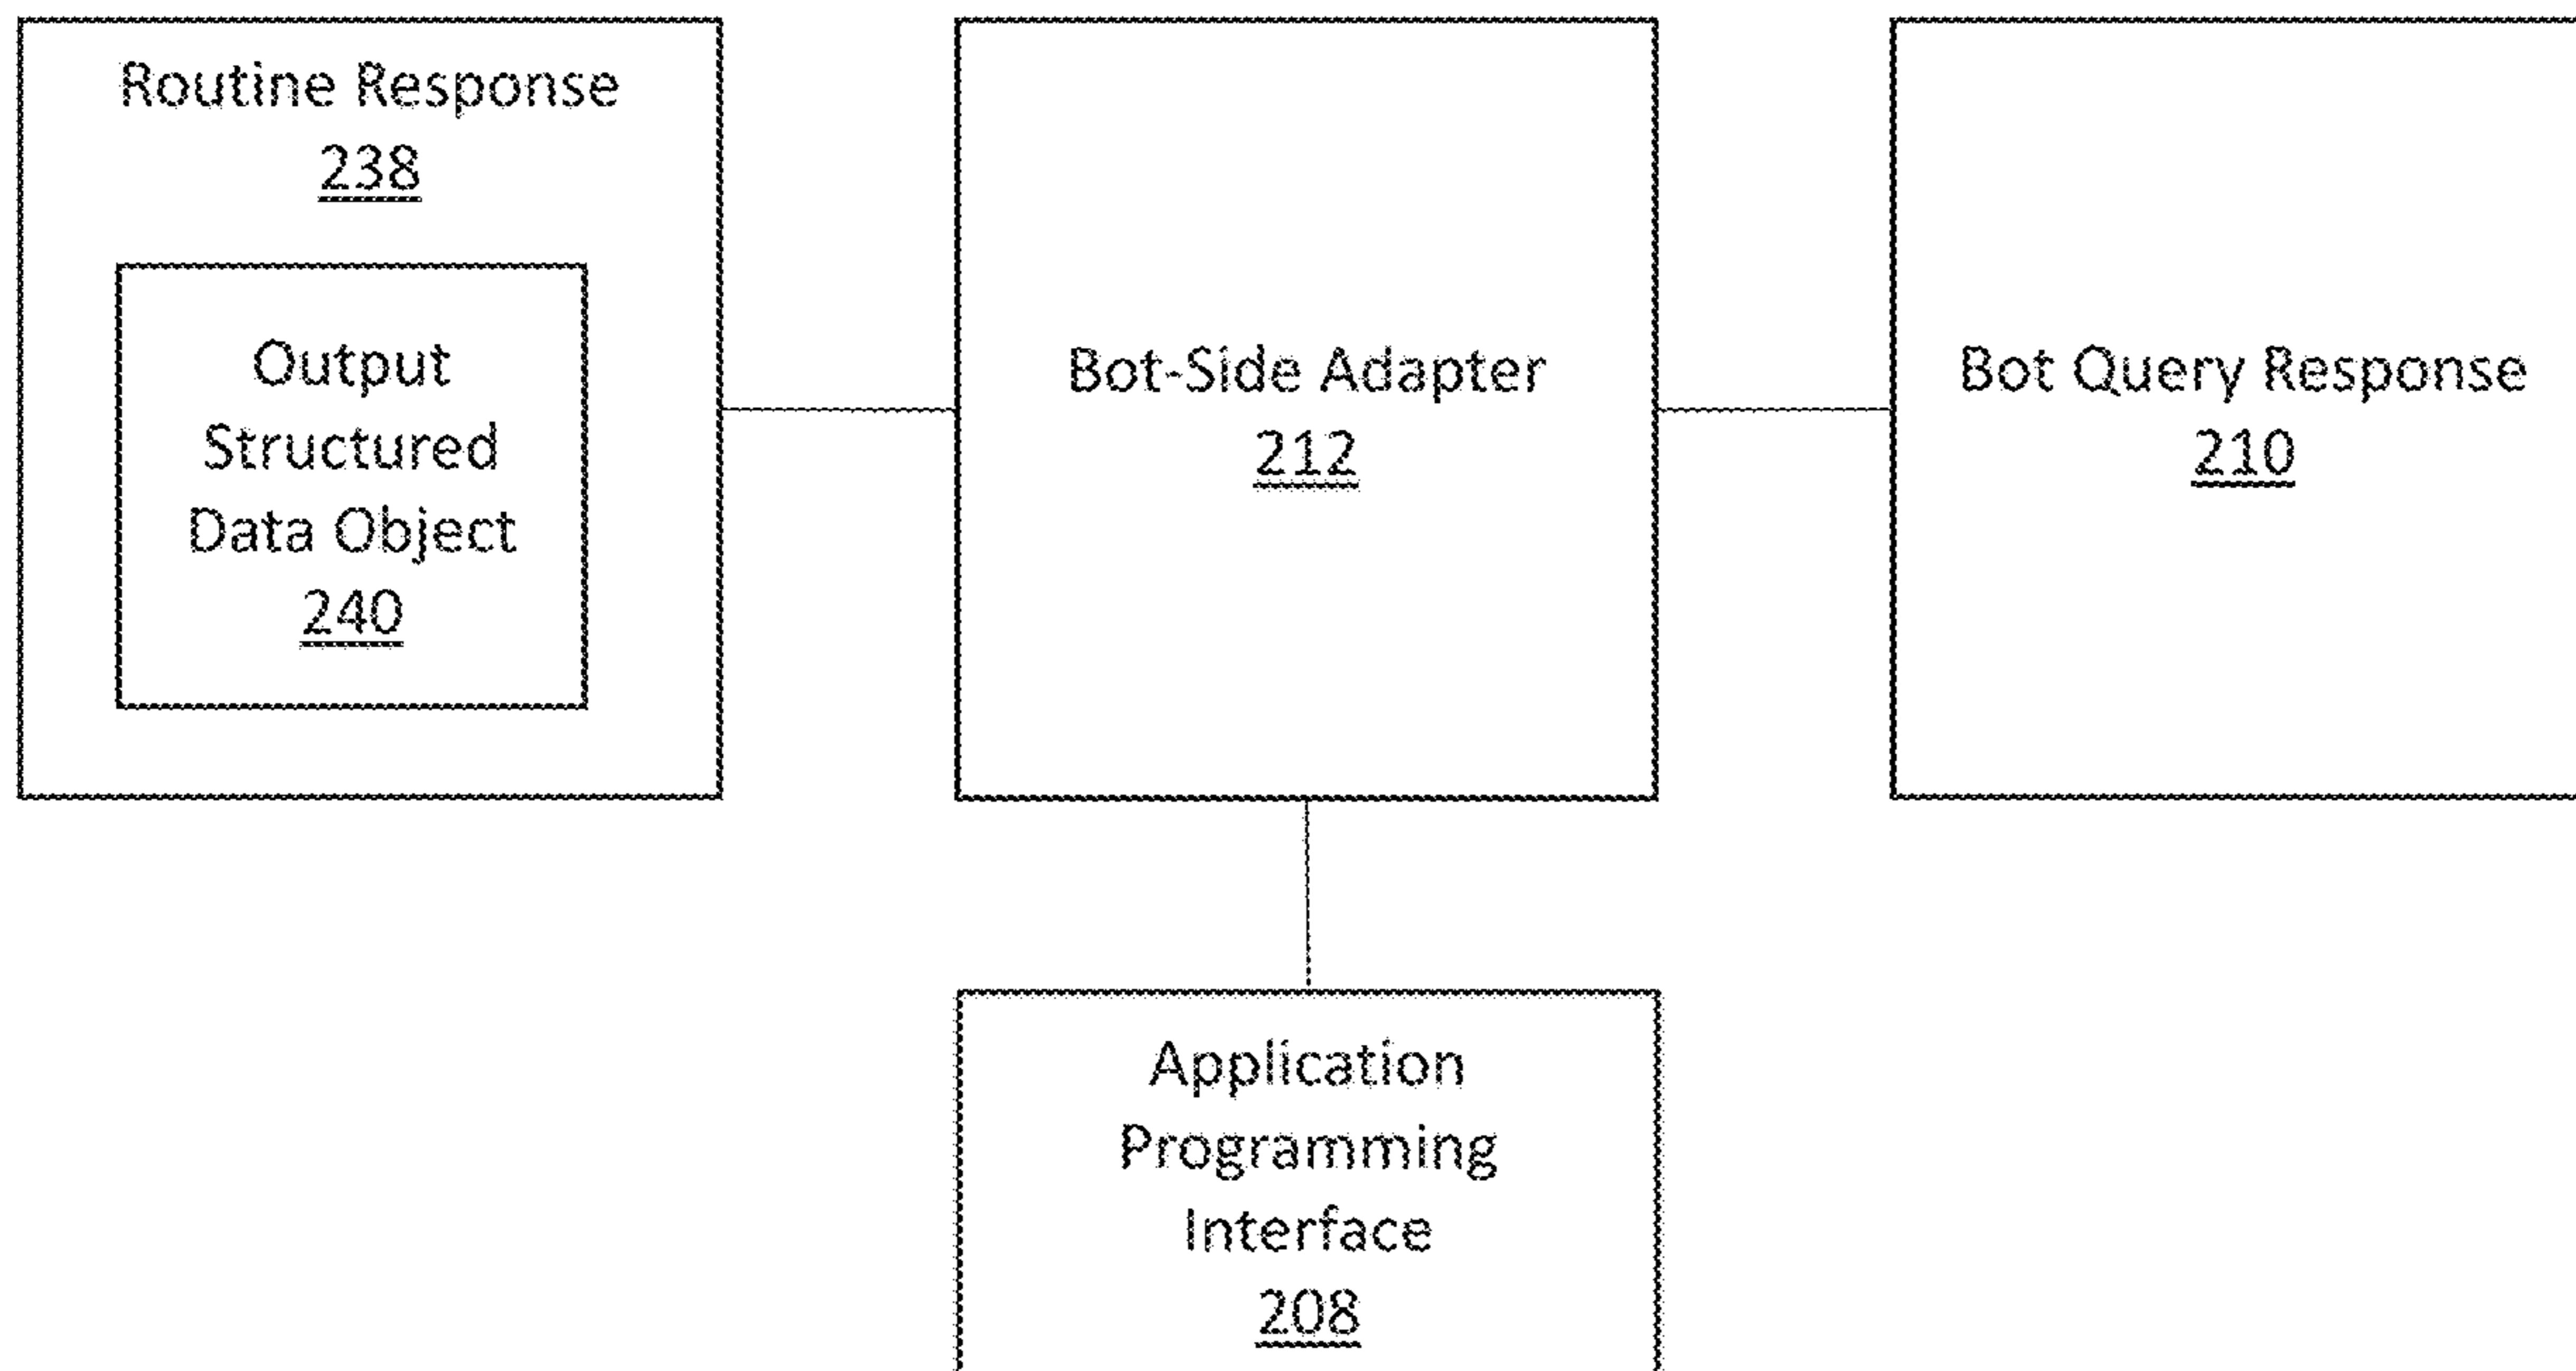 Routine Response
238
Output
Structured
Data Object
240
Bot-Side Adapter
212
Bot Query Response
210
Application
Programming
Interface
208